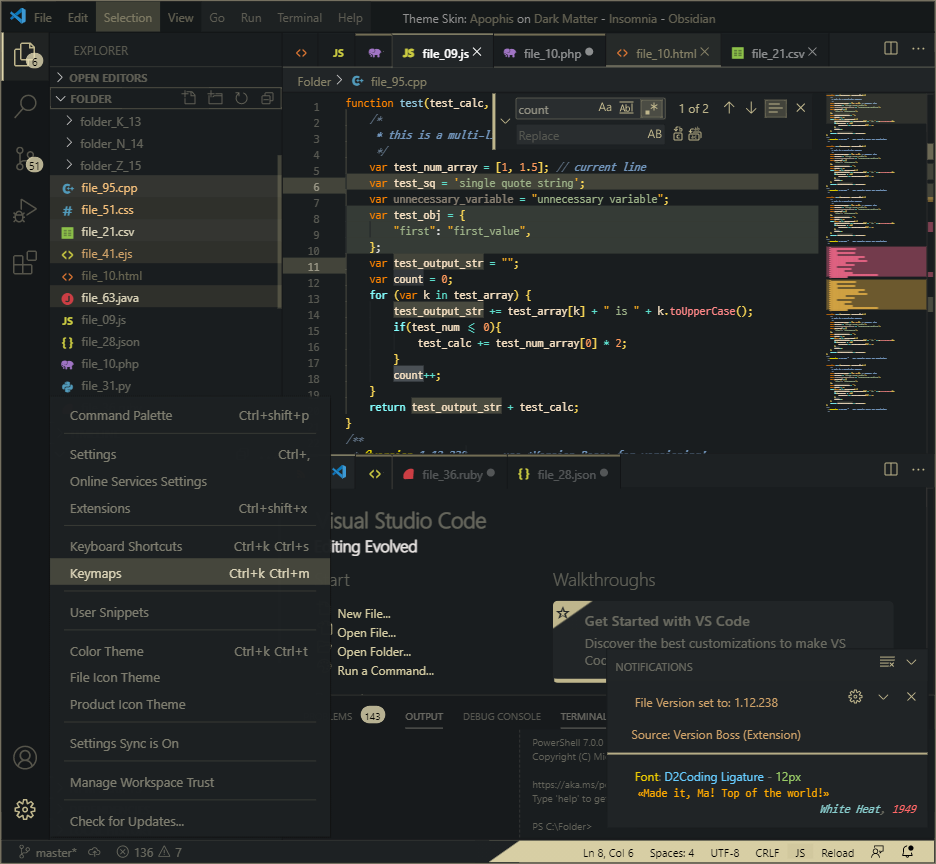 File Edit Selection View Go Run Terminal Help Theme Skin: Apophis on Dark Matter - Insomnia - Obsidian
6
51
EXPLORER
OPEN EDITORS
FOLDER
folder_K_13
folder_N_14
folder_Z_15
file_95.cpp
file_51.css
file_21.csv
file_41.ejs
file_10.html
file_63.java
file_09.js
file_28.json
file_10.php
file_31.py
JS JS file_09.js file_10.php file_10.html file_21.csv
Folder > file_95.cpp
count Aa Abl .* 1 of 2
Replace AB
1 function test(test_calc,
2 /*
3 * this is a multi-l
4 */
5 var test_num_array = [1, 1.5]; // current line
6 var test_sq = 'single quote string';
7 var unnecessary_variable = "unnecessary variable";
8 var test_obj = {
9 "first": "first_value",
10 };
11 var test_output_str = "";
12 var count = 0;
13 for (var k in test_array) {
14 test_output_str += test_array[k] + " is " + k.toUpperCase();
15 if(test_num ⩽ 0){
16 test_calc += test_num_array[0] * 2;
17 }
18 count++;
19 }
return test_output_str + test_calc;
}
/**
Command Palette Ctrl+shift+p
Settings Ctrl+,
Online Services Settings
Extensions Ctrl+shift+x
Keyboard Shortcuts Ctrl+k Ctrl+s
Keymaps Ctrl+k Ctrl+m
User Snippets
Color Theme Ctrl+k Ctrl+t
File Icon Theme
Product Icon Theme
Settings Sync is On
Manage Workspace Trust
Check for Updates...
file_36.ruby file_28.json
isual Studio Code
iting Evolved
art
New File...
Open File...
Open Folder...
Run a Command...
Walkthroughs
Get Started with VS Code
Discover the best customizations to make VS
Coo
NOTIFICATIONS
File Version set to: 1.12.238
Source: Version Boss (Extension)
Font: D2Coding Ligature - 12px
«Made it, Ma! Top of the world!»
White Heat, 1949
LEMS 143 OUTPUT DEBUG CONSOLE TERMINAL
PowerShell 7.0.0
Copyright (C) Mi
https://aka.ms/p
Type 'help' to ge
PS C:\Folder>
master* 136 7 Ln 8, Col 6 Spaces: 4 UTF-8 CRLF JS Reload